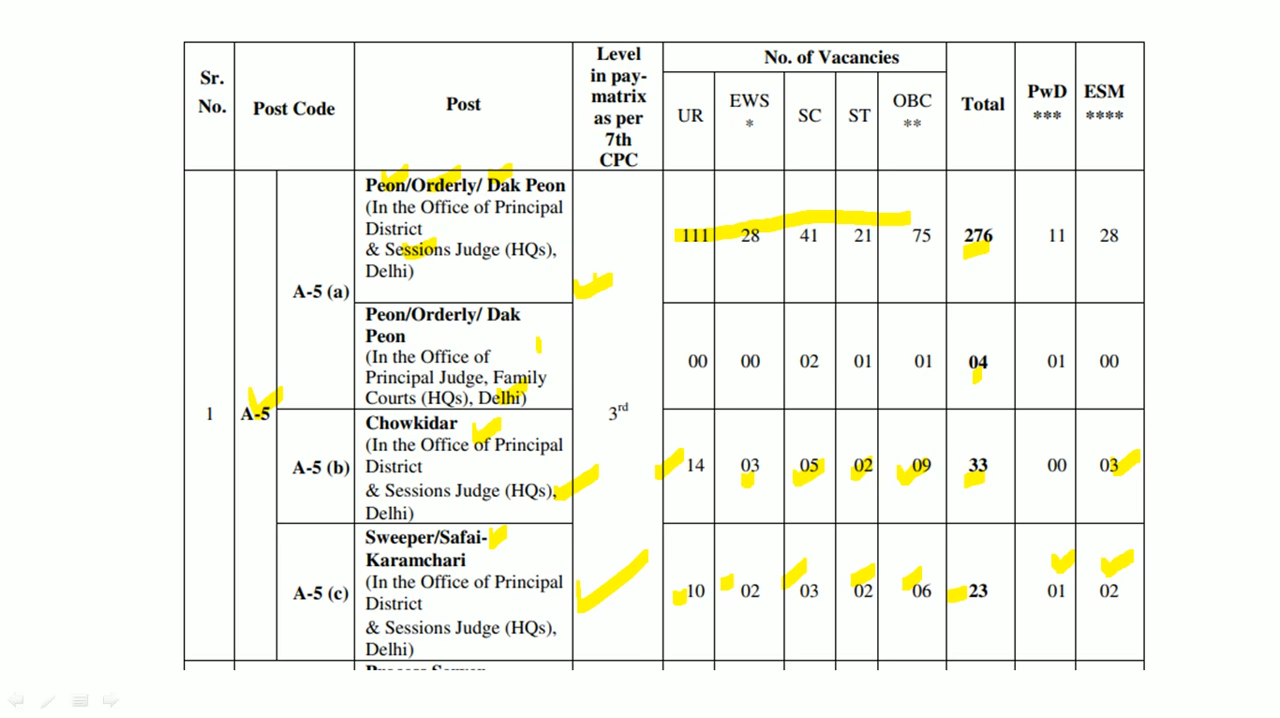 Sr. No. Post Code Post Level in pay-matrix as per 7th CPC No. of Vacancies Total PwD *** ESM ****
UR EWS * SC ST OBC **
1 A-5 A-5 (a) Peon/Orderly/ Dak Peon
(In the Office of Principal
District
& Sessions Judge (HQs),
Delhi)
3rd
111 28 41 21 75 276 11 28
Peon/Orderly/ Dak
Peon
(In the Office of
Principal Judge, Family
Courts (HQs), Delhi)
00 00 02 01 01 04 01 00
A-5 (b) Chowkidar
(In the Office of Principal
District
& Sessions Judge (HQs),
Delhi)
14 03 05 02 09 33 00 03
A-5 (c) Sweeper/Safai-
Karamchari
(In the Office of Principal
District
& Sessions Judge (HQs),
Delhi)
10 02 03 02 06 23 01 02